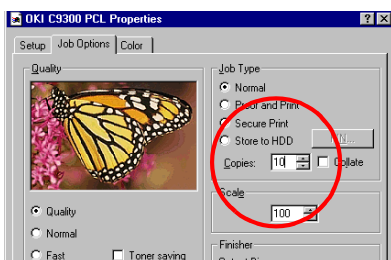 OKI C9300 PCL Properties
Setup Job Options Color
Quality
Job Type
Normal
Proof and Print
Secure Print
Store to HDD
Copies: 10 Collate
Scale
100
Quality
Normal
Fast Toner saving
Finisher